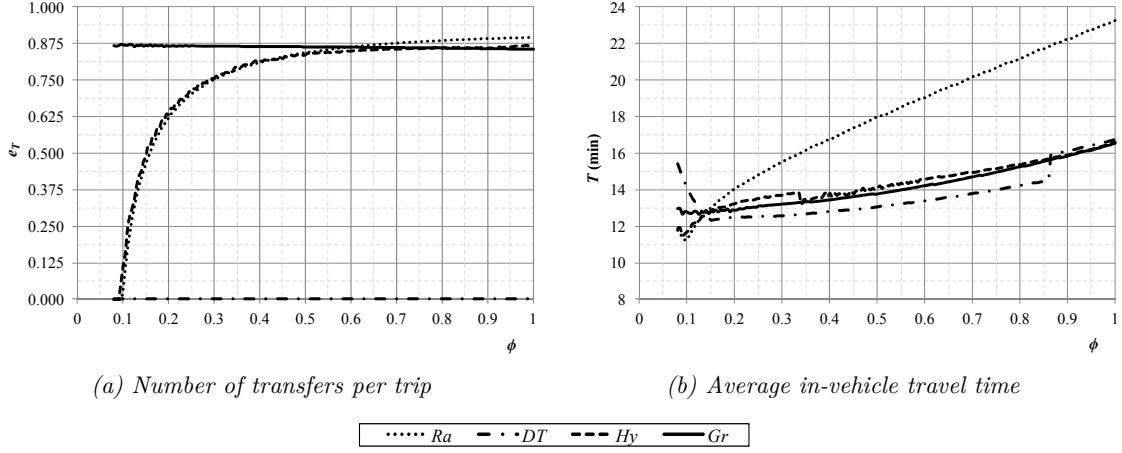 1.000
0.875
0.750
0.625
0.500
0.375
0.250
0.125
0.000
e_T
0 0.1 0.2 0.3 0.4 0.5 0.6 0.7 0.8 0.9 1
ϕ
(a) Number of transfers per trip
24
22
20
18
16
14
12
10
8
T (min)
0 0.1 0.2 0.3 0.4 0.5 0.6 0.7 0.8 0.9 1
ϕ
(b) Average in-vehicle travel time
Ra DT Hy Gr